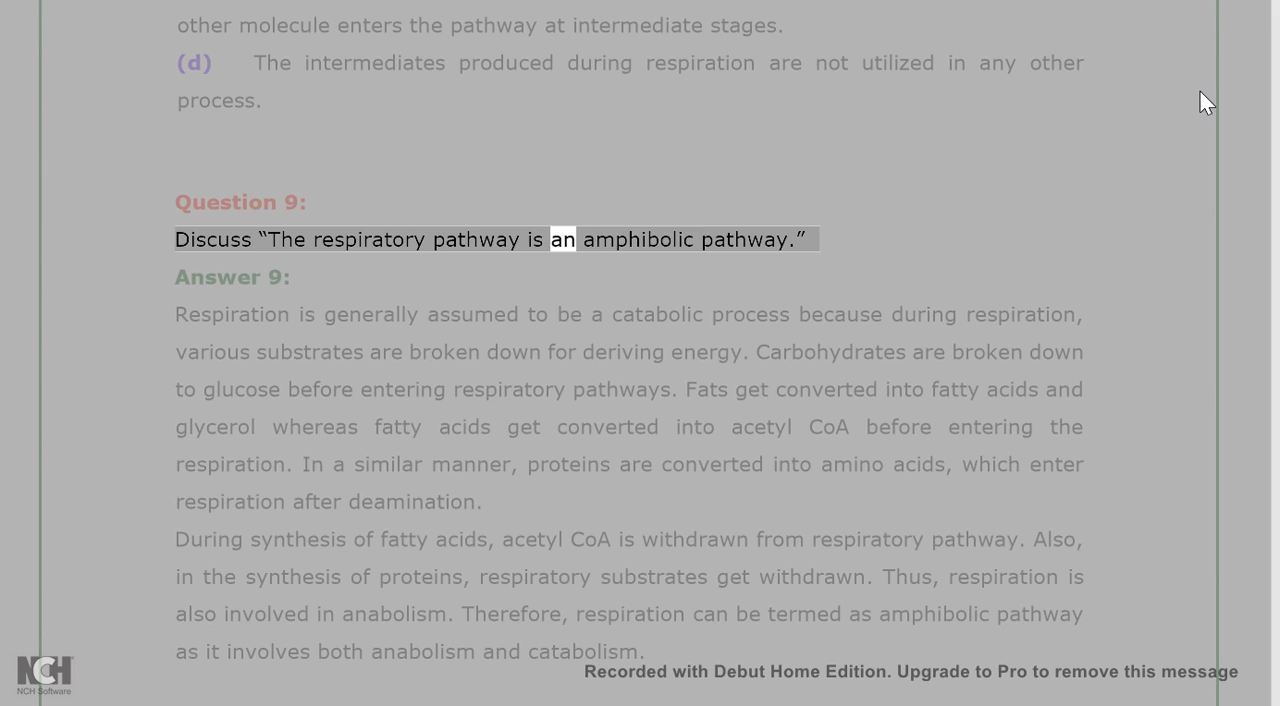 other molecule enters the pathway at intermediate stages.
(d) The intermediates produced during respiration are not utilized in any other
process.
Question 9:
Discuss “The respiratory pathway is an amphibolic pathway.”
Answer 9:
Respiration is generally assumed to be a catabolic process because during respiration,
various substrates are broken down for deriving energy. Carbohydrates are broken down
to glucose before entering respiratory pathways. Fats get converted into fatty acids and
glycerol whereas fatty acids get converted into acetyl CoA before entering the
respiration. In a similar manner, proteins are converted into amino acids, which enter
respiration after deamination.
During synthesis of fatty acids, acetyl CoA is withdrawn from respiratory pathway. Also,
in the synthesis of proteins, respiratory substrates get withdrawn. Thus, respiration is
also involved in anabolism. Therefore, respiration can be termed as amphibolic pathway
as it involves both anabolism and catabolism.
Recorded with Debut Home Edition. Upgrade to Pro to remove this message
NCH
NCH Software